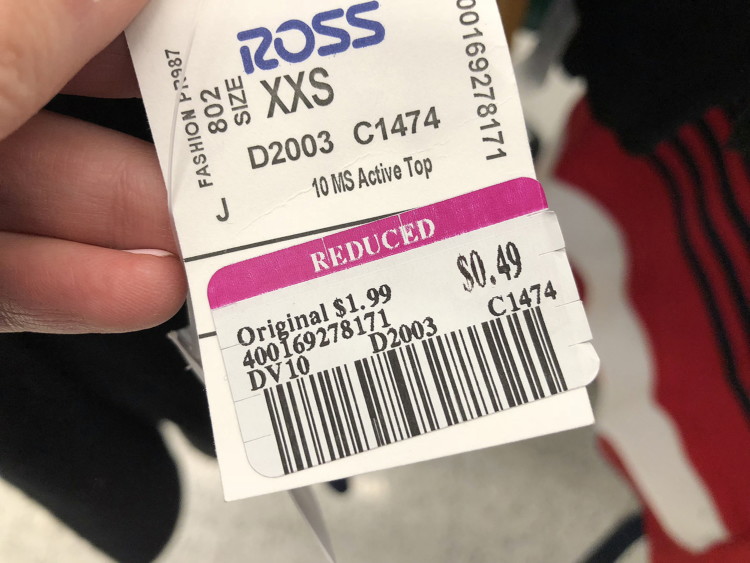 ROSS
FASHION
802
SIZE
XXS
J
D2003 C1474
10 MS Active Top
00169278171
REDUCED
$0.49
Original $1.99
400169278171
D2003 C1474
DV10